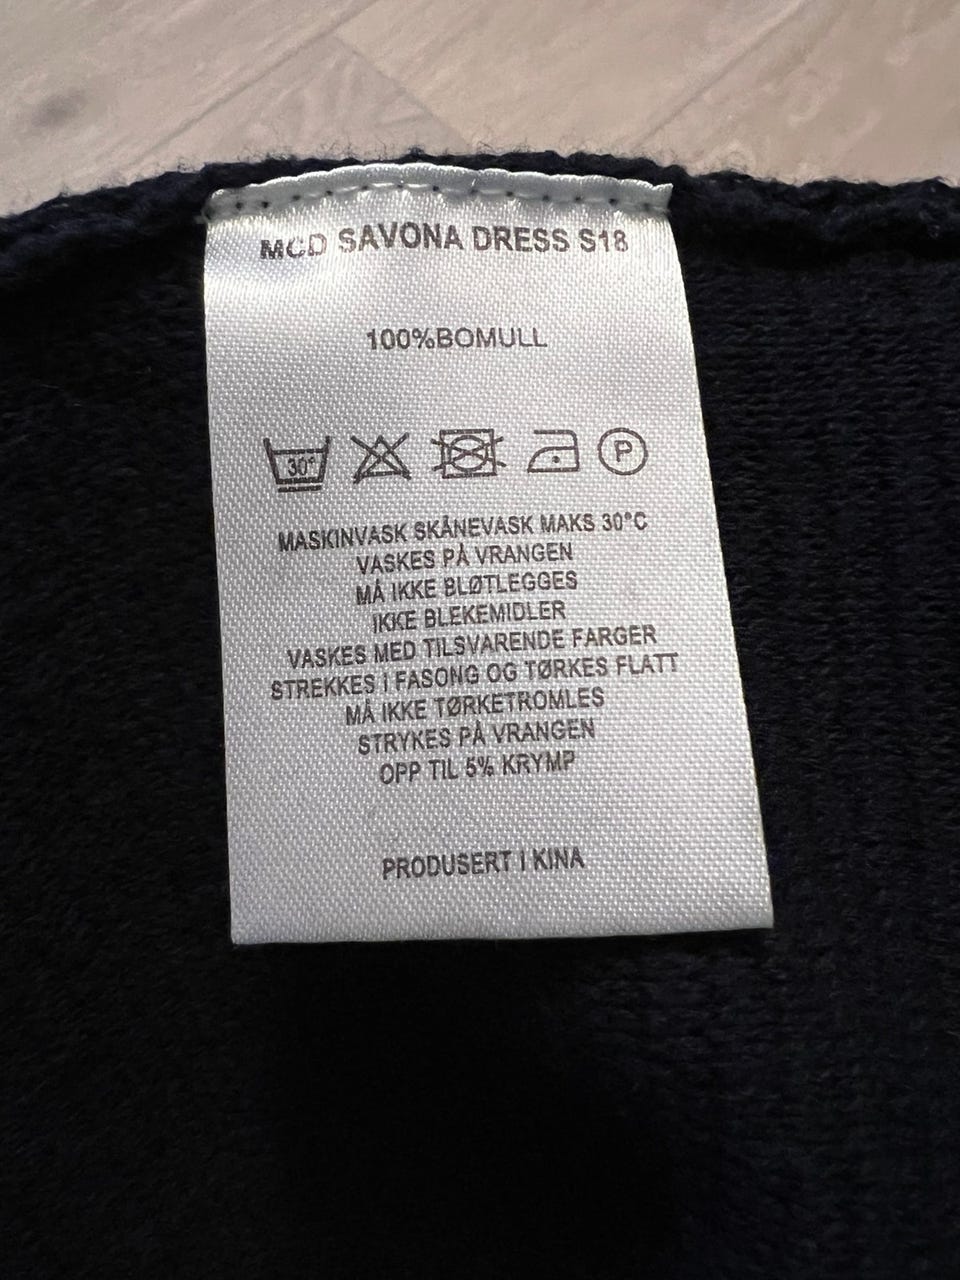 MCD SAVONA DRESS S18
100%BOMULL
30°
P
MASKINVASK SKÅNEVASK MAKS 30°C
VASKES PÅ VRANGEN
MÅ IKKE BLØTLEGGES
IKKE BLEKEMIDLER
VASKES MED TILSVARENDE FARGER
STREKKES I FASONG OG TØRKES FLATT
MÅ IKKE TØRKETROMLES
STRYKES PÅ VRANGEN
OPP TIL 5% KRYMP
PRODUSERT I KINA